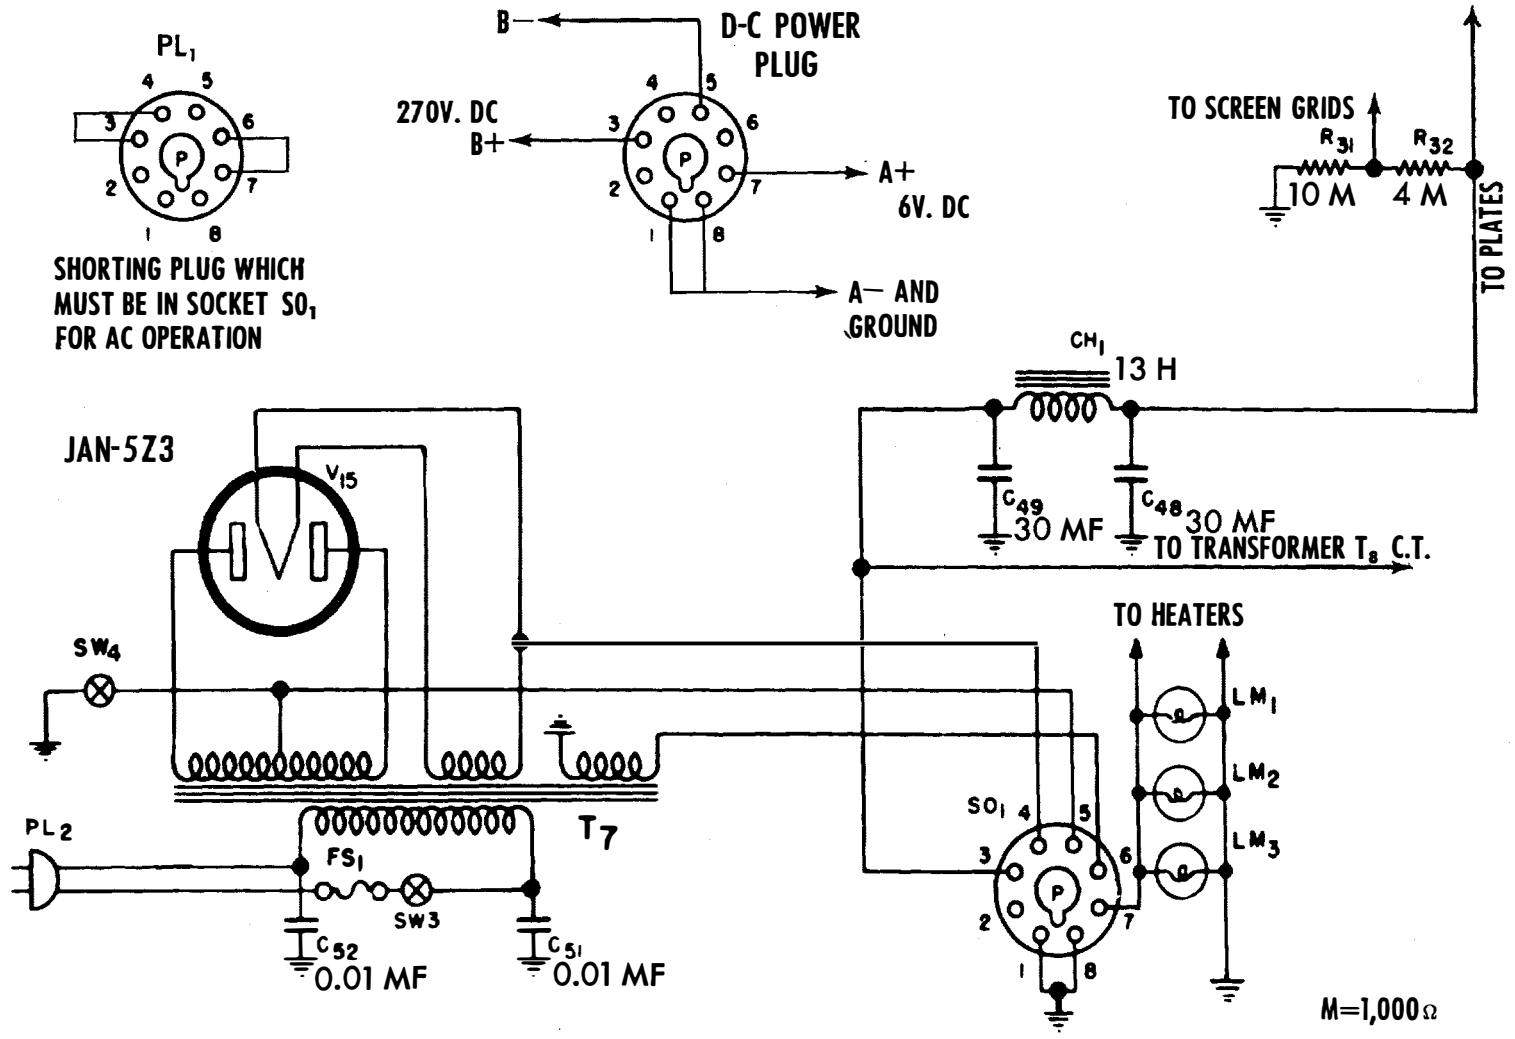 PL1
4 5
3 6
P
2 7
1 8
SHORTING PLUG WHICH
MUST BE IN SOCKET SO1
FOR AC OPERATION
B-
D-C POWER
PLUG
270V. DC
B+
4 5
3 6
P
2 7
1 8
A+
6V. DC
A- AND
GROUND
TO SCREEN GRIDS
R31 R32
10 M 4 M
TO PLATES
CH1
13 H
C49
30 MF
C48
30 MF
TO TRANSFORMER T8 C.T.
JAN-5Z3
V15
SW4
TO HEATERS
LM1
LM2
LM3
T7
PL2
FS1
SW3
C52
0.01 MF
C51
0.01 MF
SO1
4 5
3 6
P
2 7
1 8
M=1,000Ω